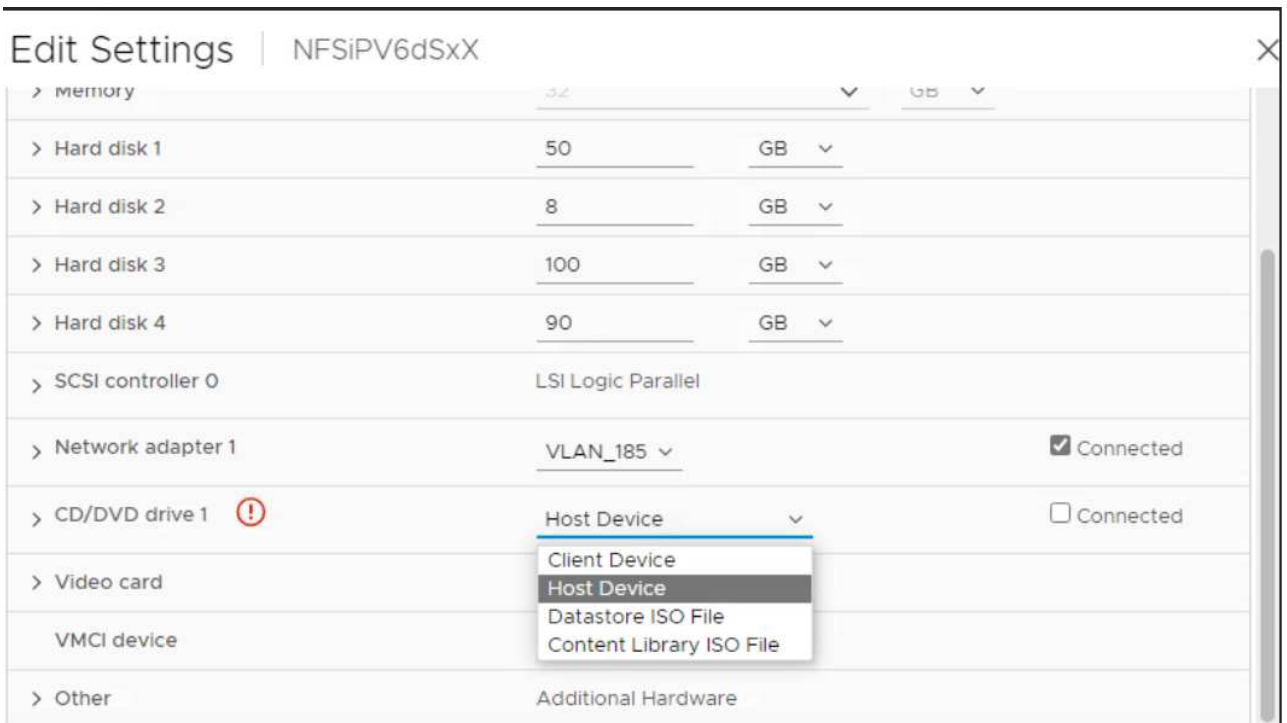 Edit Settings | NFSiPV6dSxX
Memory 32 GB
Hard disk 1 50 GB
Hard disk 2 8 GB
Hard disk 3 100 GB
Hard disk 4 90 GB
SCSI controller 0 LSI Logic Parallel
Network adapter 1 VLAN_185 Connected
CD/DVD drive 1 Host Device Connected
Client Device
Video card Host Device
Datastore ISO File
VMCI device Content Library ISO File
Other Additional Hardware